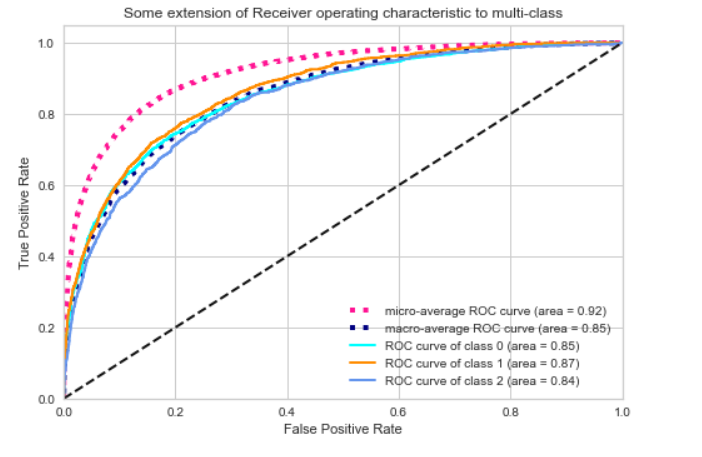 Some extension of Receiver operating characteristic to multi-class
1.0
0.8
0.6
0.4
0.2
0.0
True Positive Rate
micro-average ROC curve (area = 0.92)
macro-average ROC curve (area = 0.85)
ROC curve of class 0 (area = 0.85)
ROC curve of class 1 (area = 0.87)
ROC curve of class 2 (area = 0.84)
0.0 0.2 0.4 0.6 0.8 1.0
False Positive Rate